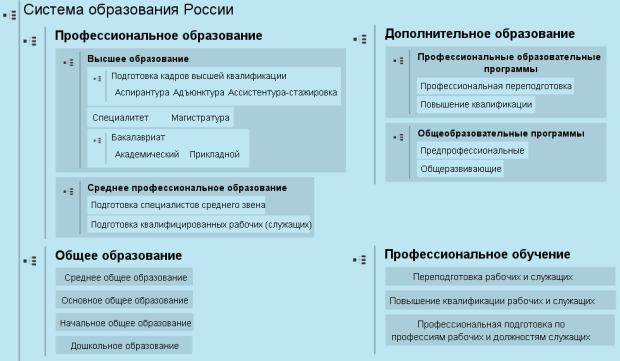 Система образования России
Профессиональное образование
Высшее образование
Подготовка кадров высшей квалификации
Аспирантура Адъюнктура Ассистентура-стажировка
Специалитет Магистратура
Бакалавриат
Академический Прикладной
Среднее профессиональное образование
Подготовка специалистов среднего звена
Подготовка квалифицированных рабочих (служащих)
Дополнительное образование
Профессиональные образовательные
программы
Профессиональная переподготовка
Повышение квалификации
Общеобразовательные программы
Предпрофессиональные
Общеразвивающие
Общее образование
Среднее общее образование
Основное общее образование
Начальное общее образование
Дошкольное образование
Профессиональное обучение
Переподготовка рабочих и служащих
Повышение квалификации рабочих и служащих
Профессиональная подготовка по
профессиям рабочих и должностям служащих